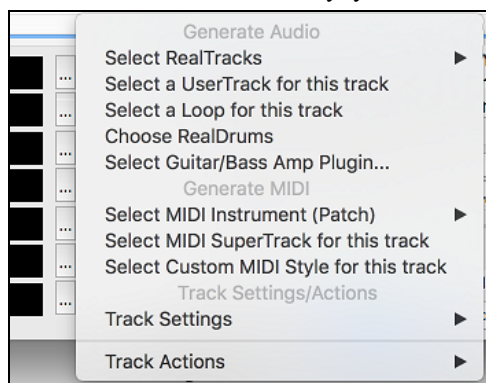 Generate Audio
Select RealTracks
Select a UserTrack for this track
Select a Loop for this track
Choose RealDrums
Select Guitar/Bass Amp Plugin...
Generate MIDI
Select MIDI Instrument (Patch)
Select MIDI SuperTrack for this track
Select Custom MIDI Style for this track
Track Settings/Actions
Track Settings
Track Actions